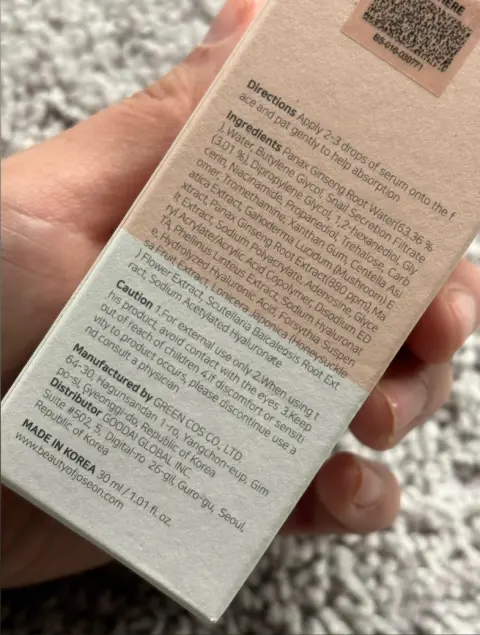 HERE
BS-016-020771
Directions Apply 2-3 drops of serum onto the f
ace and pat gently to help absorption
Ingredients Panax Ginseng Root Water(63.36 %
), Water, Butylene Glycol, Snail Secretion Filtrate
(3.01 %), Dipropylene Glycol, 1,2-hexanediol, Gly
cerin, Niacinamide, Propanediol, Trehalose, Carb
omer, Tromethamine, Xanthan Gum, Centella Asi
atica Extract, Ganoderma Lucidum (Mushroom) E
xtract, Panax Ginseng Root Extract(860 ppm), Ma
lt Extract, Sodium Polyacrylate, Adenosine, Glyce
ryl Acrylate/Acrylic Acid Copolymer, Disodium ED
TA, Phellinus Linteus Extract, Sodium Hyaluronat
e, Hydrolyzed Hyaluronic Acid, Forsythia Suspen
sa Fruit Extract, Lonicera Japonica (Honeysuckle
) Flower Extract, Scutellaria Baicalensis Root Ext
ract, Sodium Acetylated Hyaluronate
Caution 1.For external use only 2.When using t
his product, avoid contact with the eyes 3.Keep
out of reach of children 4.If discomfort or sensiti
vity to product occurs, please discontinue use a
nd consult a physician
Manufactured by GREEN COS CO., LTD.
64-30, Hagunsandan 1-ro, Yangchon-eup, Gim
po-si, Gyeonggi-do, Republic of Korea
Distributor GOODAI GLOBAL INC.
Suite #502, 5, Digital-ro 26-gil, Guro-gu, Seoul,
Republic of Korea
MADE IN KOREA 30 ml / 1.01 fl.oz.
www.beautyofjoseon.com